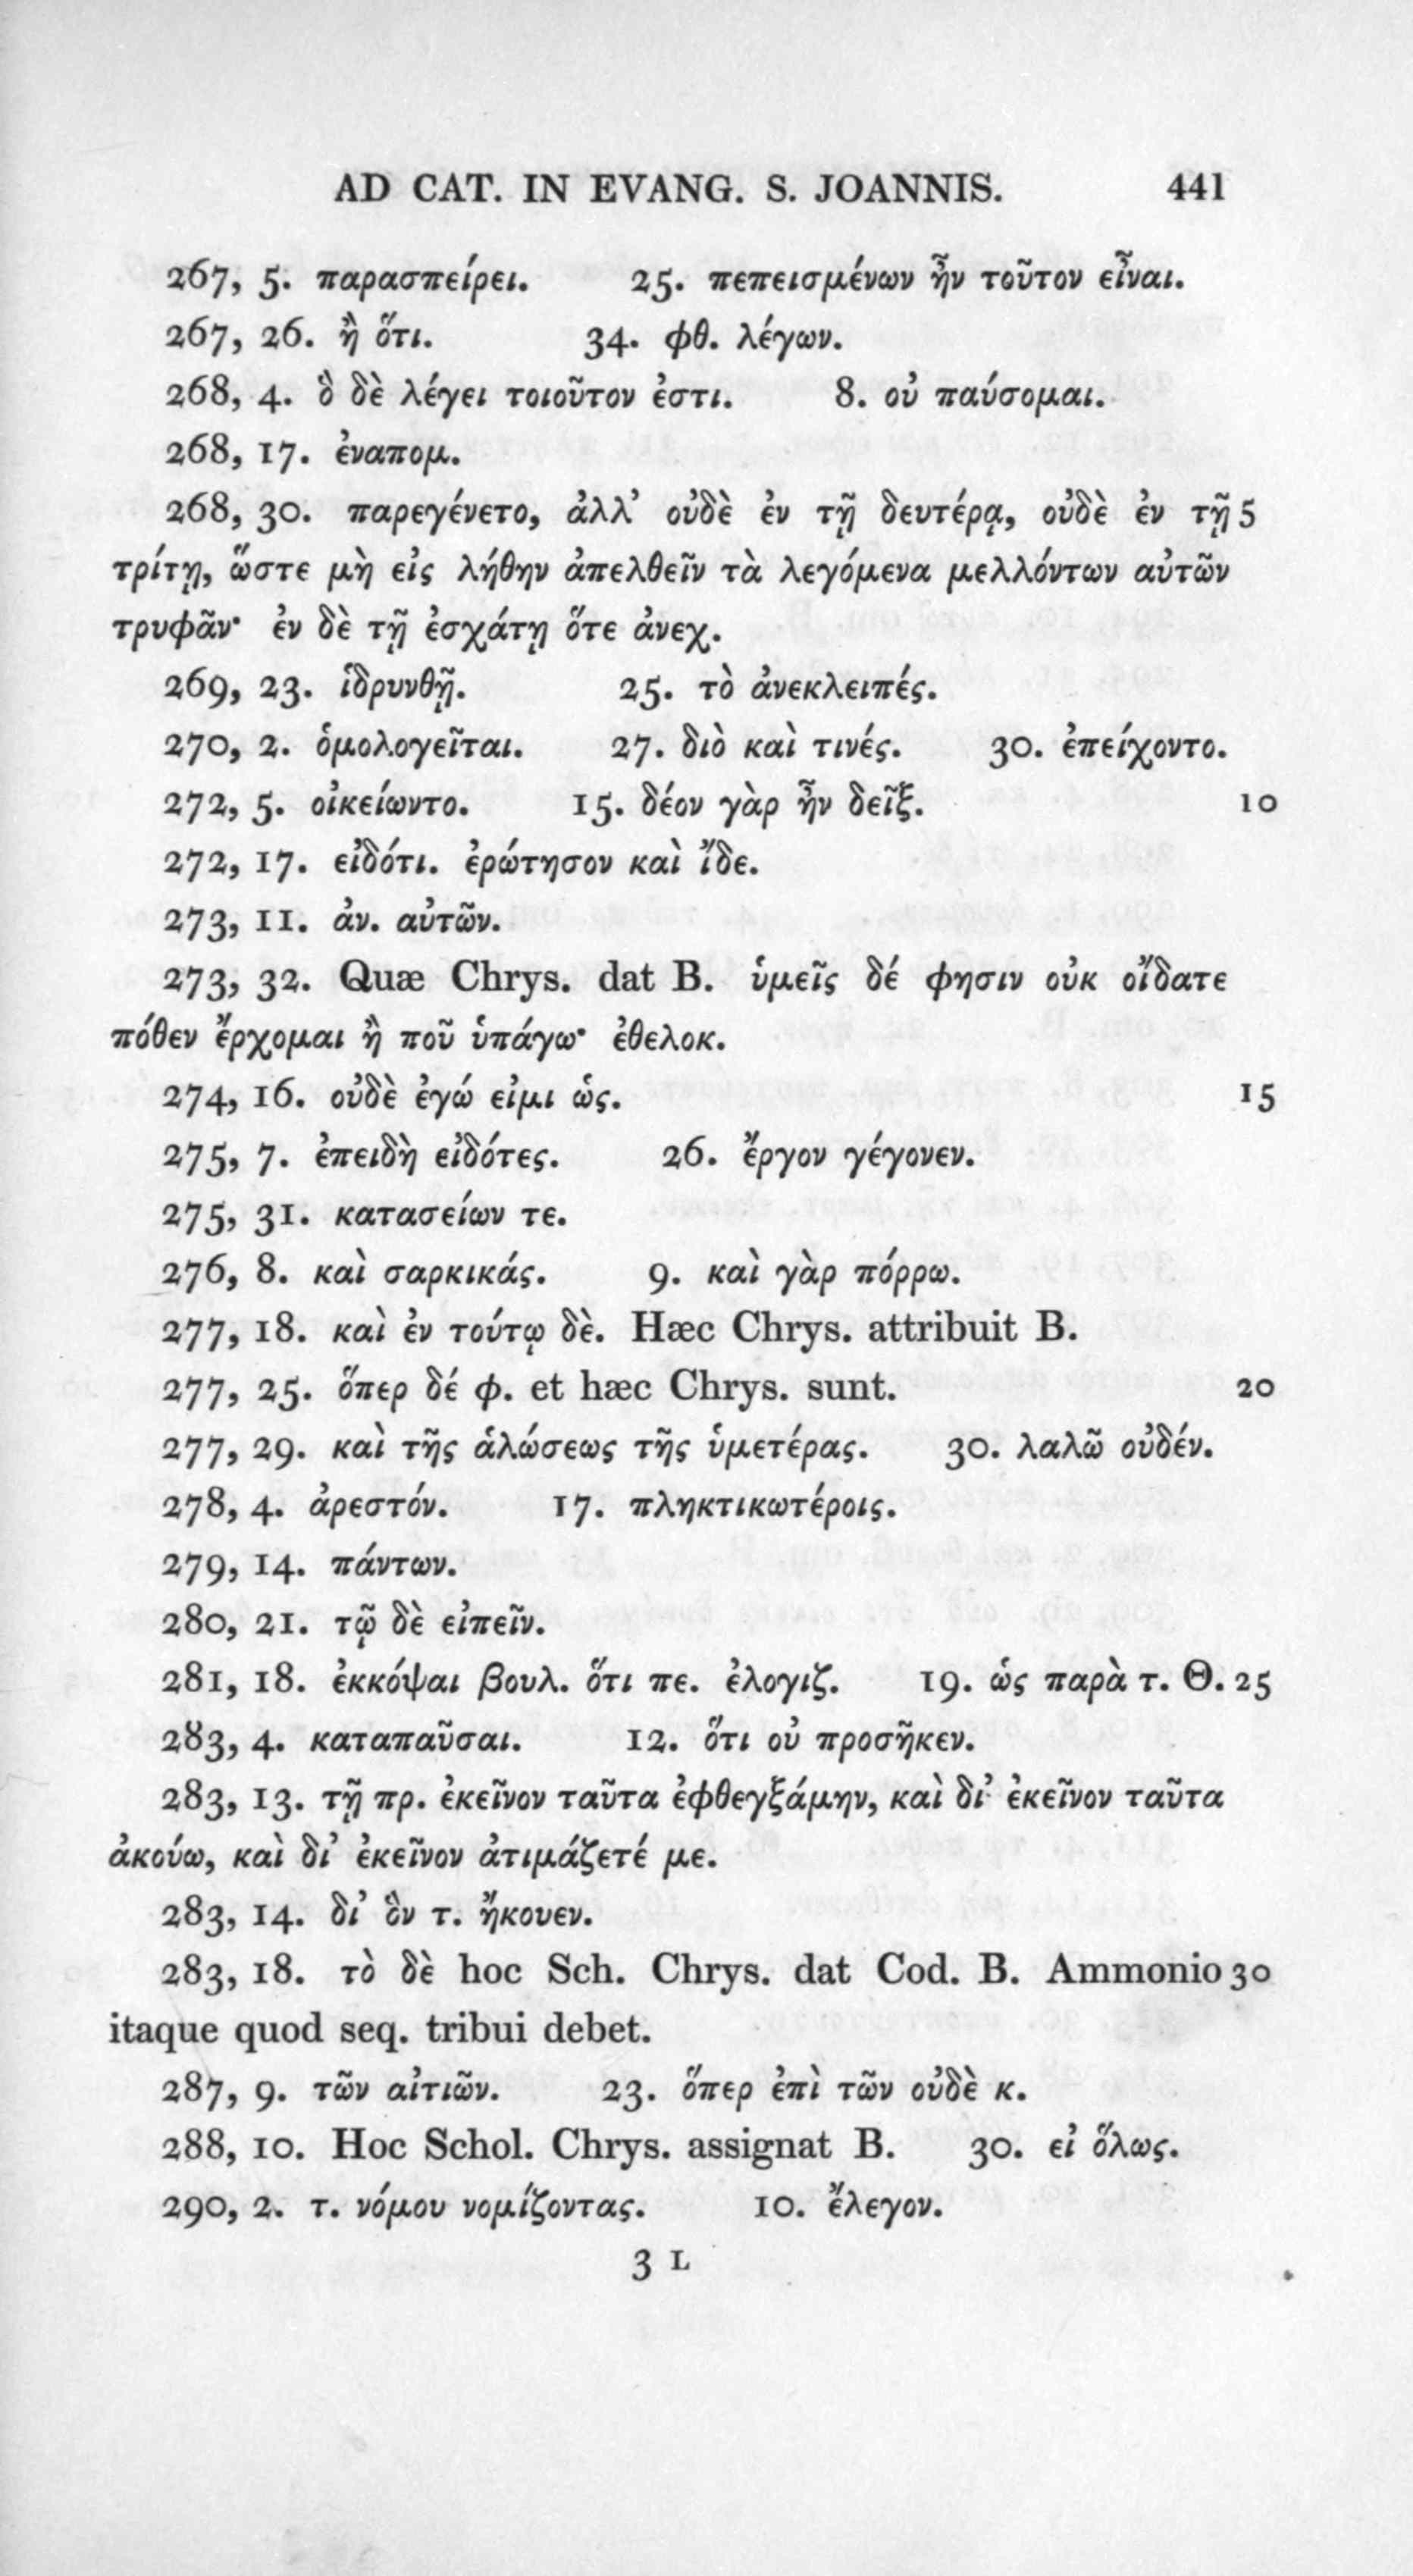 AD CAT. IN EVANG. S. JOANNIS. 441
267, 5. παρασπείρει. 25. πεπεισμένων ἦν τοῦτον εἶναι.
267, 26. ἢ ὅτι. 34. φθ. λέγων.
268, 4. ὃ δὲ λέγει τοιοῦτον ἐστι. 8. οὐ παύσομαι.
268, 17. ἐναπομ.
268, 30. παρεγένετο, ἀλλ’ οὐδὲ ἐν τῇ δευτέρᾳ, οὐδὲ ἐν τῇ 5
τρίτῃ, ὥστε μὴ εἰς λήθην ἀπελθεῖν τὰ λεγόμενα μελλόντων αὐτῶν
τρυφᾶν· ἐν δὲ τῇ ἐσχάτῃ ὅτε ἀνεχ.
269, 23. ἱδρυνθῇ. 25. τὸ ἀνεκλειπές.
270, 2. ὁμολογεῖται. 27. διὸ καὶ τινές. 30. ἐπείχοντο.
272, 5. οἰκείωντο. 15. δέον γὰρ ἦν δεῖξ. 10
272, 17. εἰδότι. ἐρώτησον καὶ ἴδε.
273, 11. ἀν. αὐτῶν.
273, 32. Quæ Chrys. dat B. ὑμεῖς δέ φησιν οὐκ οἴδατε
πόθεν ἔρχομαι ἢ ποῦ ὑπάγω· ἐθελοκ.
274, 16. οὐδὲ ἐγώ εἰμι ὡς. 15
275, 7. ἐπειδὴ εἰδότες. 26. ἔργον γέγονεν.
275, 31. κατασείων τε.
276, 8. καὶ σαρκικάς. 9. καὶ γὰρ πόρρω.
277, 18. καὶ ἐν τούτῳ δὲ. Hæc Chrys. attribuit B.
277, 25. ὅπερ δέ φ. et hæc Chrys. sunt. 20
277, 29. καὶ τῆς ἁλώσεως τῆς ὑμετέρας. 30. λαλῶ οὐδέν.
278, 4. ἀρεστόν. 17. πληκτικωτέροις.
279, 14. πάντων.
280, 21. τῷ δὲ εἰπεῖν.
281, 18. ἐκκόψαι βουλ. ὅτι πε. ἐλογιζ. 19. ὡς παρὰ τ. Θ. 25
283, 4. καταπαῦσαι. 12. ὅτι οὐ προσῆκεν.
283, 13. τῇ πρ. ἐκεῖνον ταῦτα ἐφθεγξάμην, καὶ δι’ ἐκεῖνον ταῦτα
ἀκούω, καὶ δι’ ἐκεῖνον ἀτιμάζετέ με.
283, 14. δι’ ὃν τ. ἤκουεν.
283, 18. τὸ δὲ hoc Sch. Chrys. dat Cod. B. Ammonio 30
itaque quod seq. tribui debet.
287, 9. τῶν αἰτιῶν. 23. ὅπερ ἐπὶ τῶν οὐδὲ κ.
288, 10. Hoc Schol. Chrys. assignat B. 30. εἰ ὅλως.
290, 2. τ. νόμου νομίζοντας. 10. ἔλεγον.
3 L